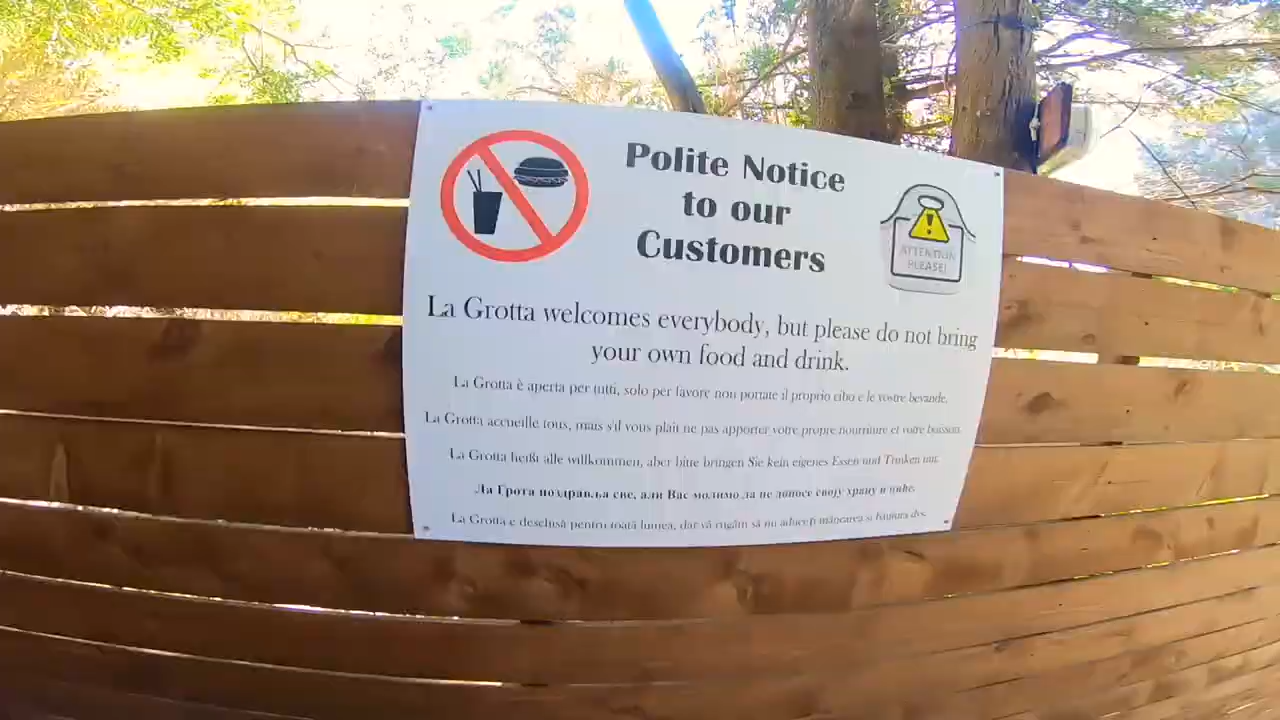 Polite Notice
to our
Customers
ATTENTION
PLEASE!
La Grotta welcomes everybody, but please do not bring
your own food and drink.
La Grotta è aperta per tutti, solo per favore non portate il proprio cibo e le vostre bevande.
La Grotta accueille tous, mais s'il vous plaît ne pas apporter votre propre nourriture et votre boisson.
La Grotta heißt alle willkommen, aber bitte bringen Sie kein eigenes Essen und Trinken mit.
Ла Грота поздравља све, али Вас молимо да не доносе своју храну и пиће.
La Grotta e deschisă pentru toată lumea, dar vă rugăm să nu aduceți mâncarea si bautura dvs.